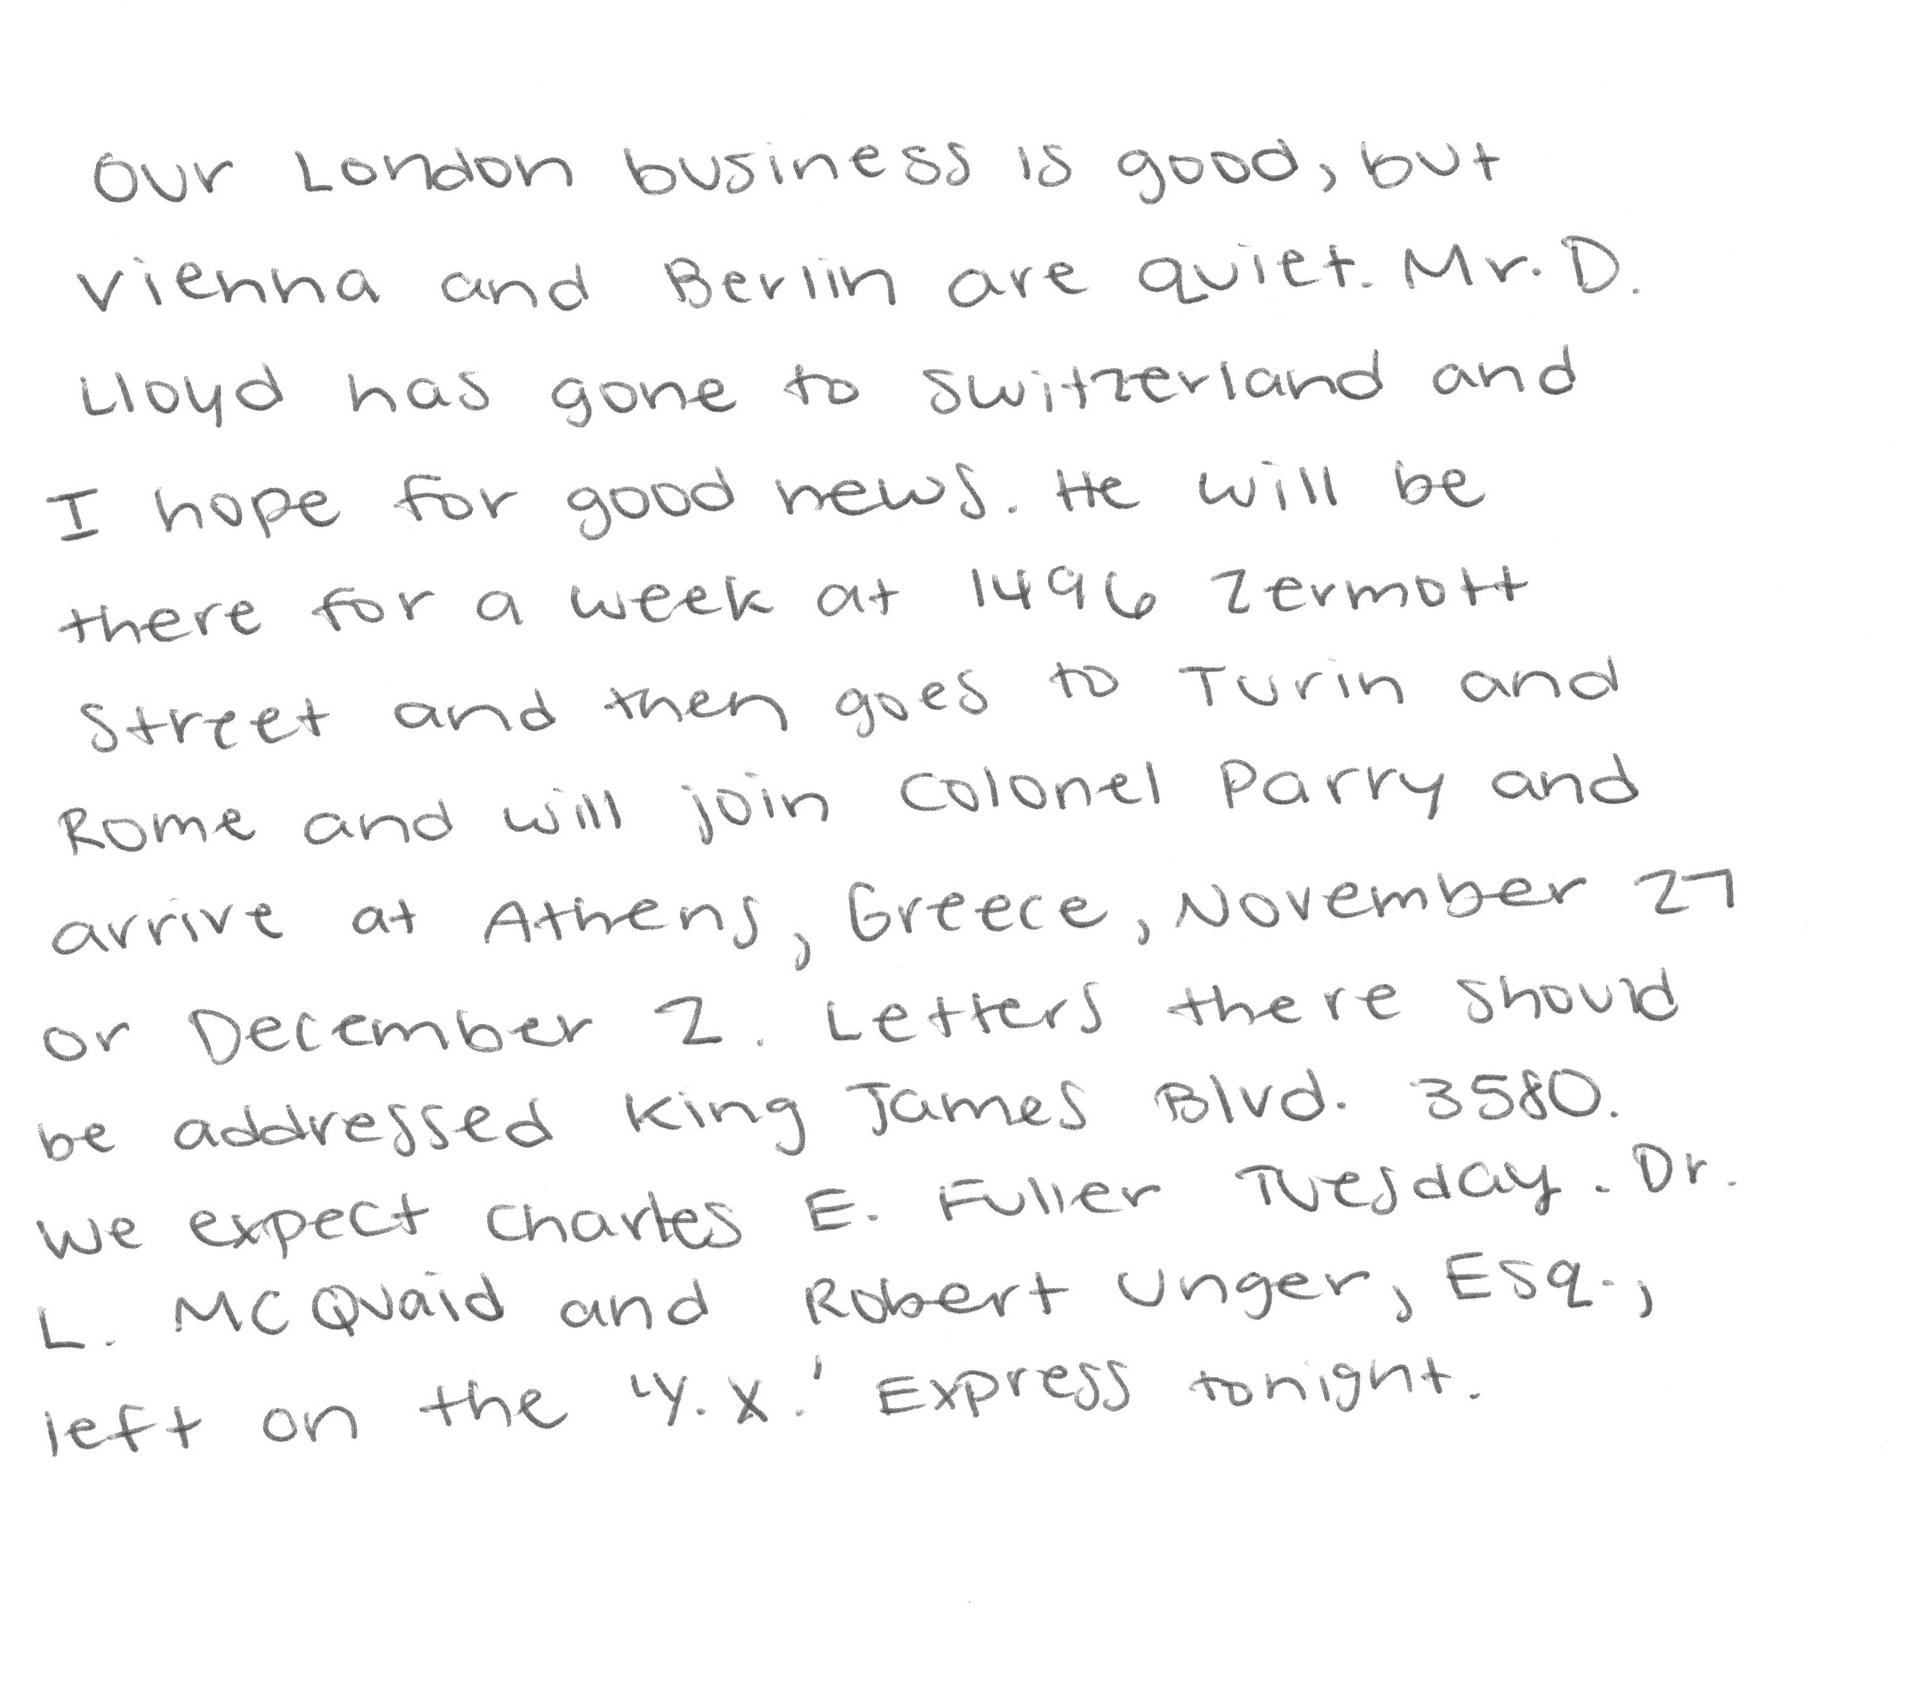 Our London business is good, but
Vienna and Berlin are quiet. Mr. D.
Lloyd has gone to Switzerland and
I hope for good news. He will be
there for a week at 1496 Zermott
Street and then goes to Turin and
Rome and will join Colonel Parry and
arrive at Athens, Greece, November 27
or December 2. Letters there should
be addressed King James Blvd. 3580.
We expect Charles E. Fuller Tuesday. Dr.
L. McQuaid and Robert Unger, Esq.,
left on the 'Y.X.' Express tonight.